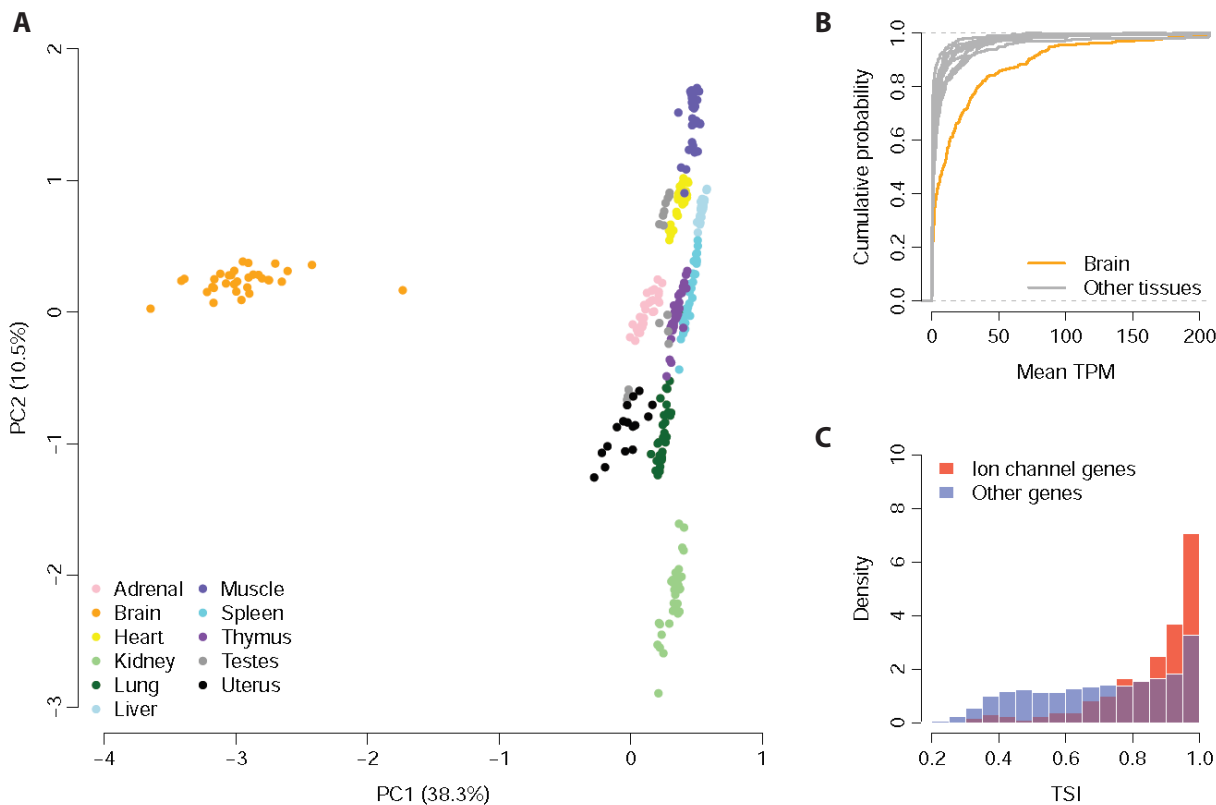 A
2
1
0
−1
−2
−3
PC2 (10.5%)
−4
−3
−2
−1
0
1
PC1 (38.3%)
Adrenal
Brain
Heart
Kidney
Lung
Liver
Muscle
Spleen
Thymus
Testes
Uterus
B
1.0
0.8
0.6
0.4
0.2
0.0
Cumulative probability
Brain
Other tissues
0
50
100
150
200
Mean TPM
C
10
8
6
4
2
0
Density
Ion channel genes
Other genes
0.2
0.4
0.6
0.8
1.0
TSI